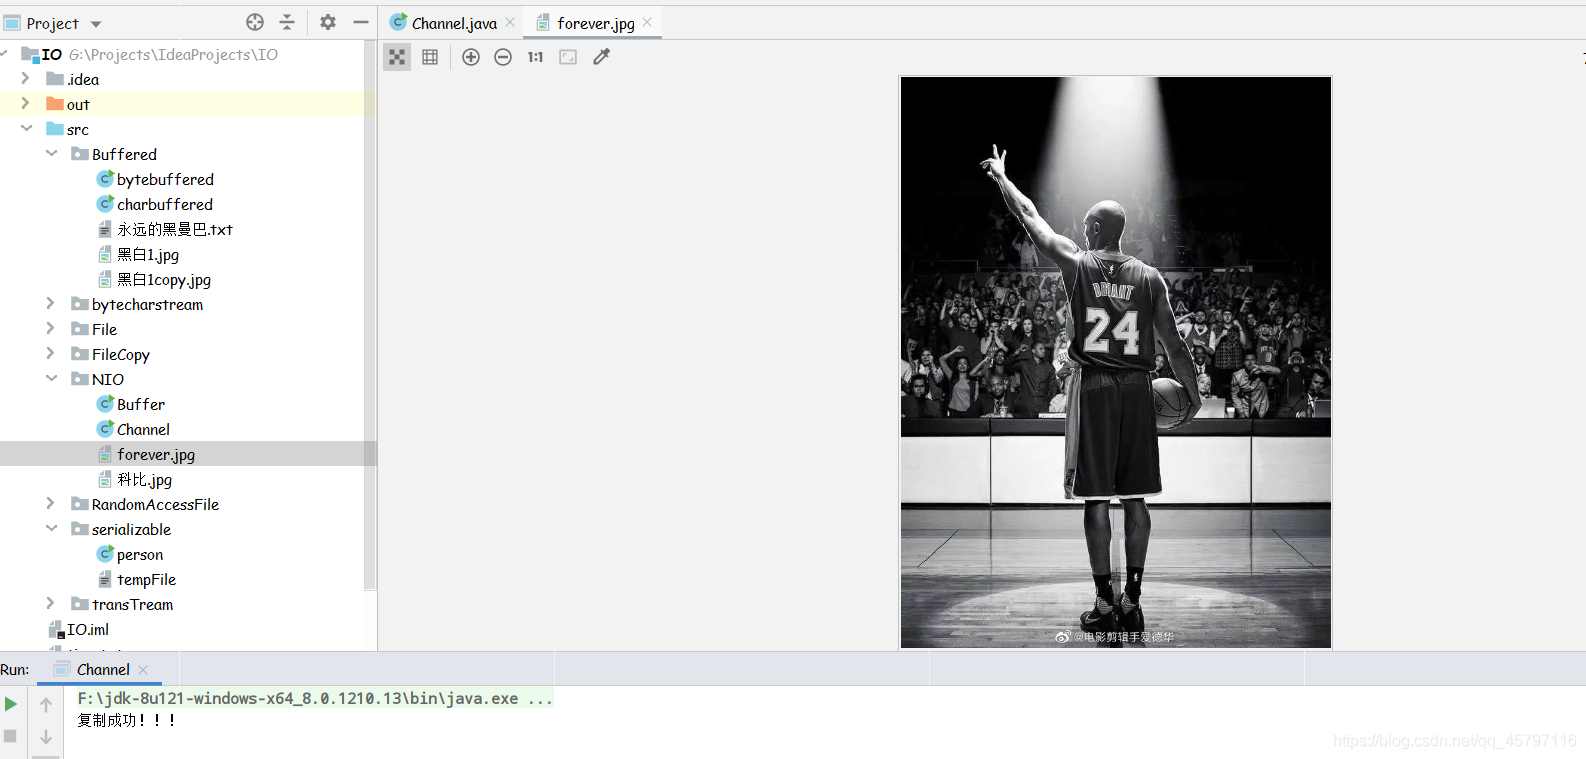 Project
Channel.java
forever.jpg
IO G:\Projects\IdeaProjects\IO
.idea
out
src
Buffered
bytebuffered
charbuffered
永远的黑曼巴.txt
黑白1.jpg
黑白1copy.jpg
bytecharstream
File
FileCopy
NIO
Buffer
Channel
forever.jpg
科比.jpg
RandomAccessFile
serializable
person
tempFile
transTream
IO.iml
1:1
BRYANT
24
@电影剪辑手爱德华
Run: Channel
F:\jdk-8u121-windows-x64_8.0.1210.13\bin\java.exe ...
复制成功！！！
https://blog.csdn.net/qq_45797116